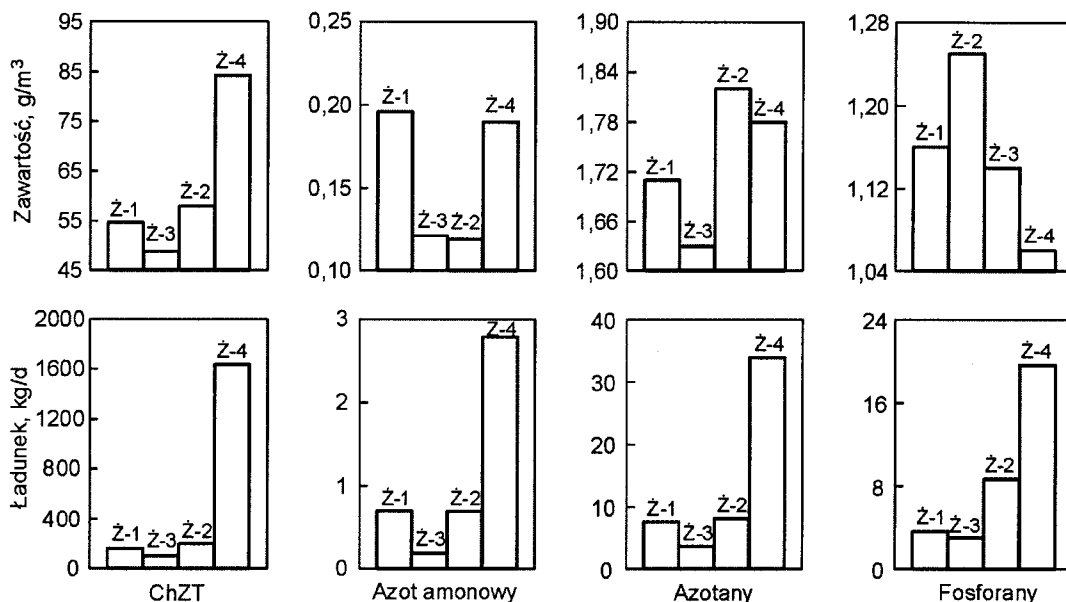 Zawartość, g/m³
95
85
75
65
55
45
Ż-1
Ż-3
Ż-2
Ż-4
0,25
0,20
0,15
0,10
Ż-1
Ż-3
Ż-2
Ż-4
1,90
1,84
1,78
1,72
1,66
1,60
Ż-1
Ż-3
Ż-2
Ż-4
1,28
1,20
1,12
1,04
Ż-1
Ż-2
Ż-3
Ż-4
Ładunek, kg/d
2000
1600
1200
800
400
0
Ż-1
Ż-3
Ż-2
Ż-4
ChZT
3
2
1
0
Ż-1
Ż-3
Ż-2
Ż-4
Azot amonowy
40
30
20
10
0
Ż-1
Ż-3
Ż-2
Ż-4
Azotany
24
16
8
0
Ż-1
Ż-3
Ż-2
Ż-4
Fosforany